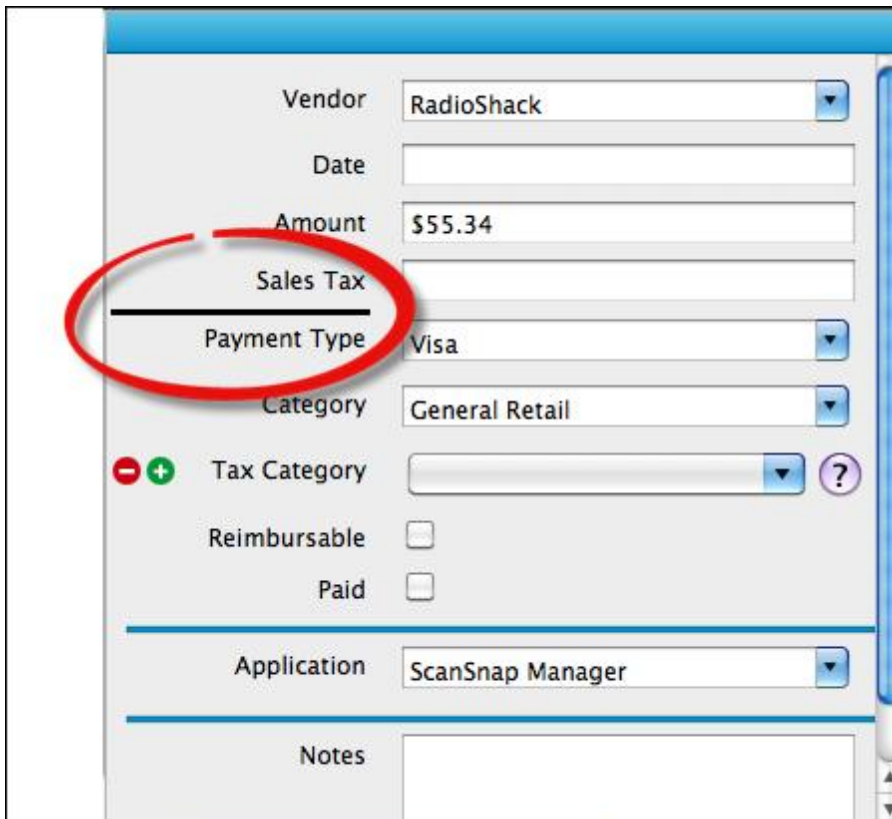 Vendor RadioShack
Date
Amount $55.34
Sales Tax
Payment Type Visa
Category General Retail
Tax Category ?
Reimbursable
Paid
Application ScanSnap Manager
Notes